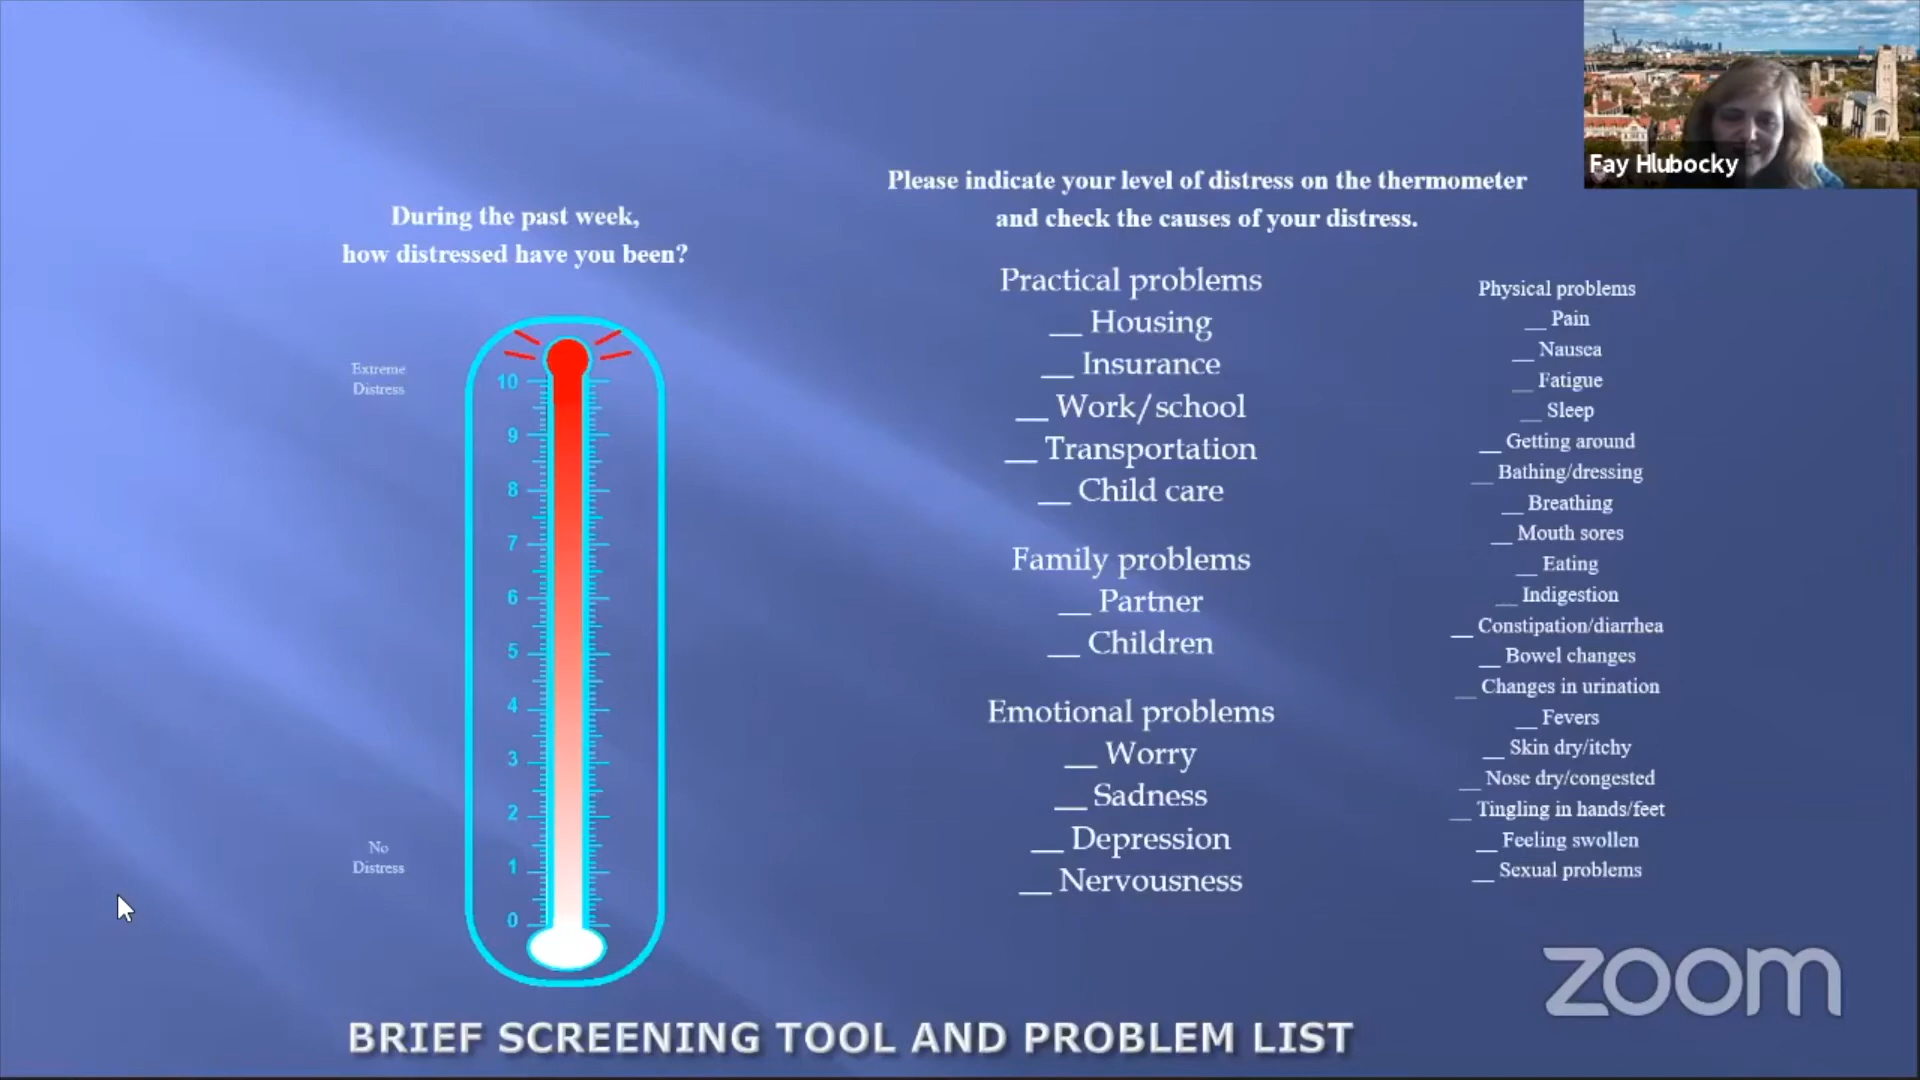 Fay Hlubocky
During the past week,
how distressed have you been?
Extreme
Distress
10
9
8
7
6
5
4
3
2
1
0
No
Distress
Please indicate your level of distress on the thermometer
and check the causes of your distress.
Practical problems
__ Housing
__ Insurance
__ Work/school
__ Transportation
__ Child care
Family problems
__ Partner
__ Children
Emotional problems
__ Worry
__ Sadness
__ Depression
__ Nervousness
Physical problems
__ Pain
__ Nausea
__ Fatigue
__ Sleep
__ Getting around
__ Bathing/dressing
__ Breathing
__ Mouth sores
__ Eating
__ Indigestion
__ Constipation/diarrhea
__ Bowel changes
__ Changes in urination
__ Fevers
__ Skin dry/itchy
__ Nose dry/congested
__ Tingling in hands/feet
__ Feeling swollen
__ Sexual problems
zoom
BRIEF SCREENING TOOL AND PROBLEM LIST